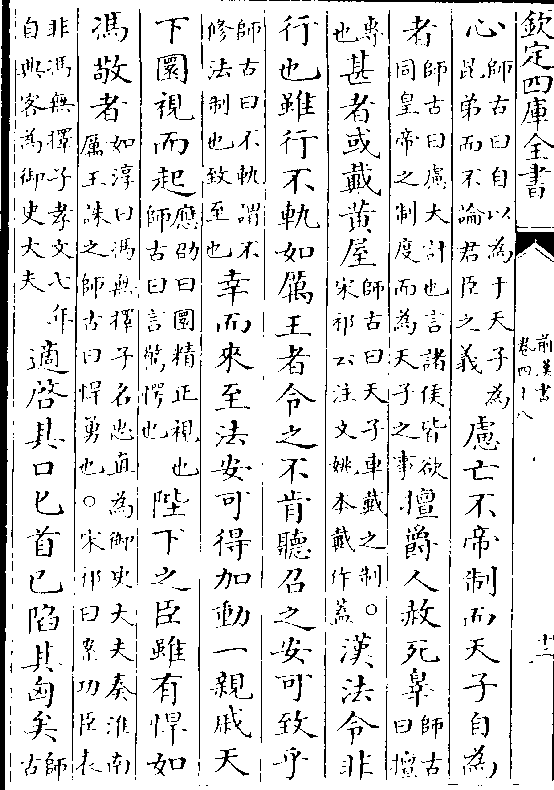 欽定四庫全書
前漢書
卷四十八
十二
心師古曰自以為于天子為昆弟而不論君臣之義慮亡不帝制而天子自為
者師古曰慮大計也言諸侯皆欲同皇帝之制度而為天子之事擅爵人赦死辠師古曰擅
專也甚者或戴黄屋師古曰天子車戴之制○宋祁云注文姚本戴作蓋漢法令非
行也雖行不軌如厲王者令之不肯聽召之安可致乎
師古曰不軌謂不修法制也致至也幸而來至法安可得加動一親戚天
下圜視而起應劭曰圜精正視也師古曰言驚愕也陛下之臣雖有悍如
馮敬者如淳曰馮無擇子名忠直為御史大夫奏淮南厲王誅之師古曰悍勇也○宋祁曰案功臣表
非馮無擇子孝文七年自典客為御史大夫適啓其口匕首已陷其匈矣師古